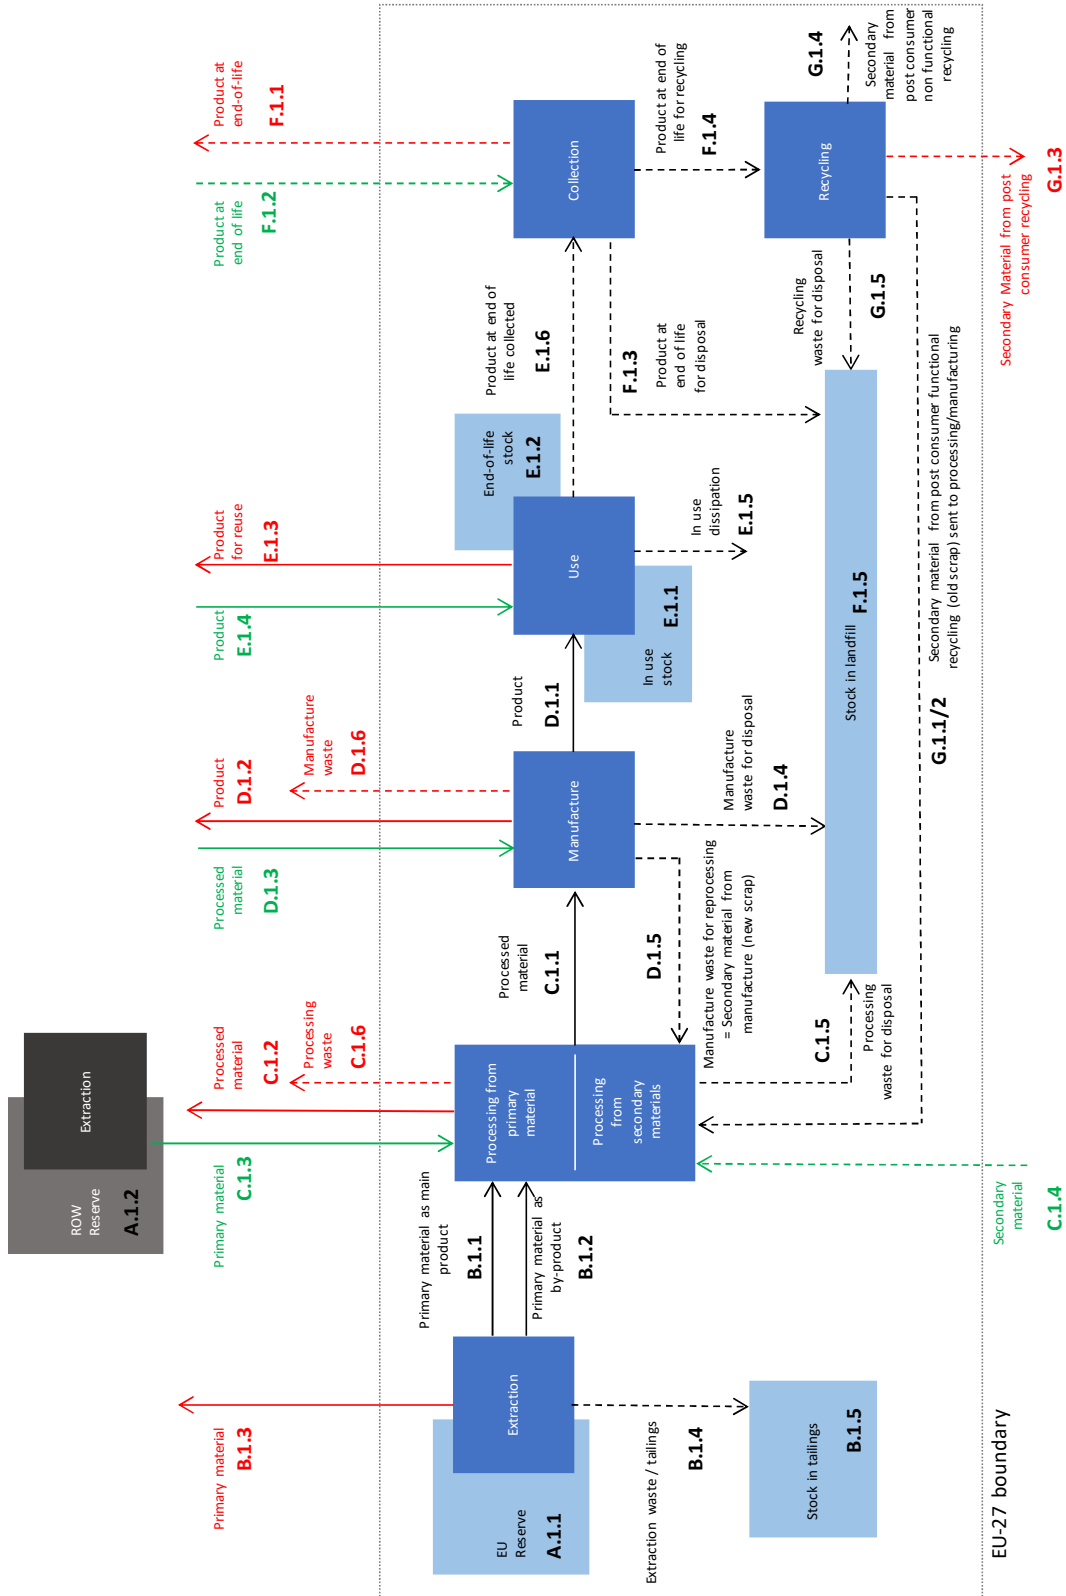 ROW
Reserve
A.1.2
Extraction
Primary material
B.1.3
Primary material
C.1.3
Processed
material
C.1.2
Processing
waste
C.1.6
Processed
material
D.1.3
Product
D.1.2
Manufacture
waste
D.1.6
Product
E.1.4
Product
for reuse
E.1.3
Product at
end of life
F.1.2
Product at
end-of-life
F.1.1
EU
Reserve
A.1.1
Extraction
Primary material as main
product
B.1.1
Primary material as
by-product
B.1.2
Processing from
primary
material
Processing
from
secondary
materials
Processed
material
C.1.1
Manufacture
Product
D.1.1
Use
In use
stock
E.1.1
End-of-life
stock
E.1.2
Product at end of
life collected
E.1.6
Collection
Extraction waste / tailings
B.1.4
Stock in tailings
B.1.5
D.1.5
Manufacture waste for reprocessing
= Secondary material from
manufacture (new scrap)
Manufacture
waste for disposal
D.1.4
In use
dissipation
E.1.5
F.1.3
Product at
end of life
for disposal
Product at end of
life for recycling
F.1.4
C.1.5
Processing
waste for disposal
Stock in landfill
F.1.5
Recycling
waste for disposal
G.1.5
Recycling
G.1.4
Secondary
material from
post consumer
non functional
recycling
G.1.1/2
Secondary material from post consumer functional
recycling (old scrap) sent to processing/manufacturing
EU-27 boundary
Secondary
material
C.1.4
Secondary Material from post
consumer recycling
G.1.3